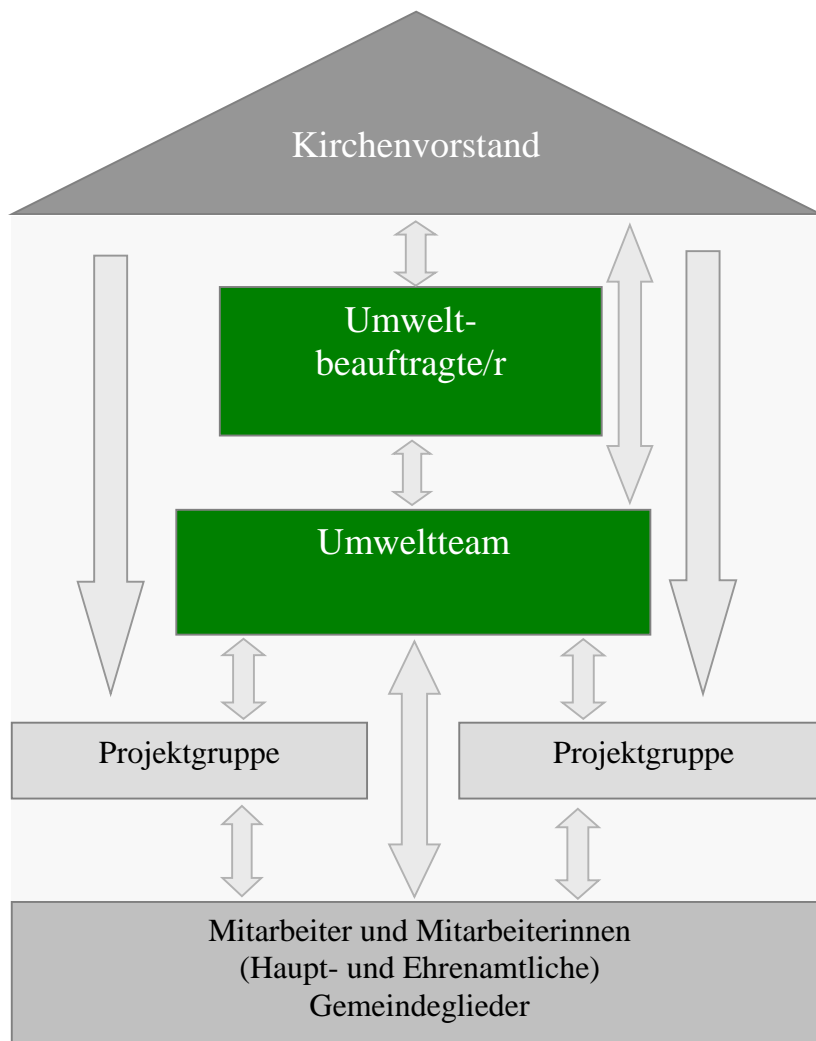 Kirchenvorstand
Umwelt-
beauftragte/r
Umweltteam
Projektgruppe
Projektgruppe
Mitarbeiter und Mitarbeiterinnen
(Haupt- und Ehrenamtliche)
Gemeindeglieder